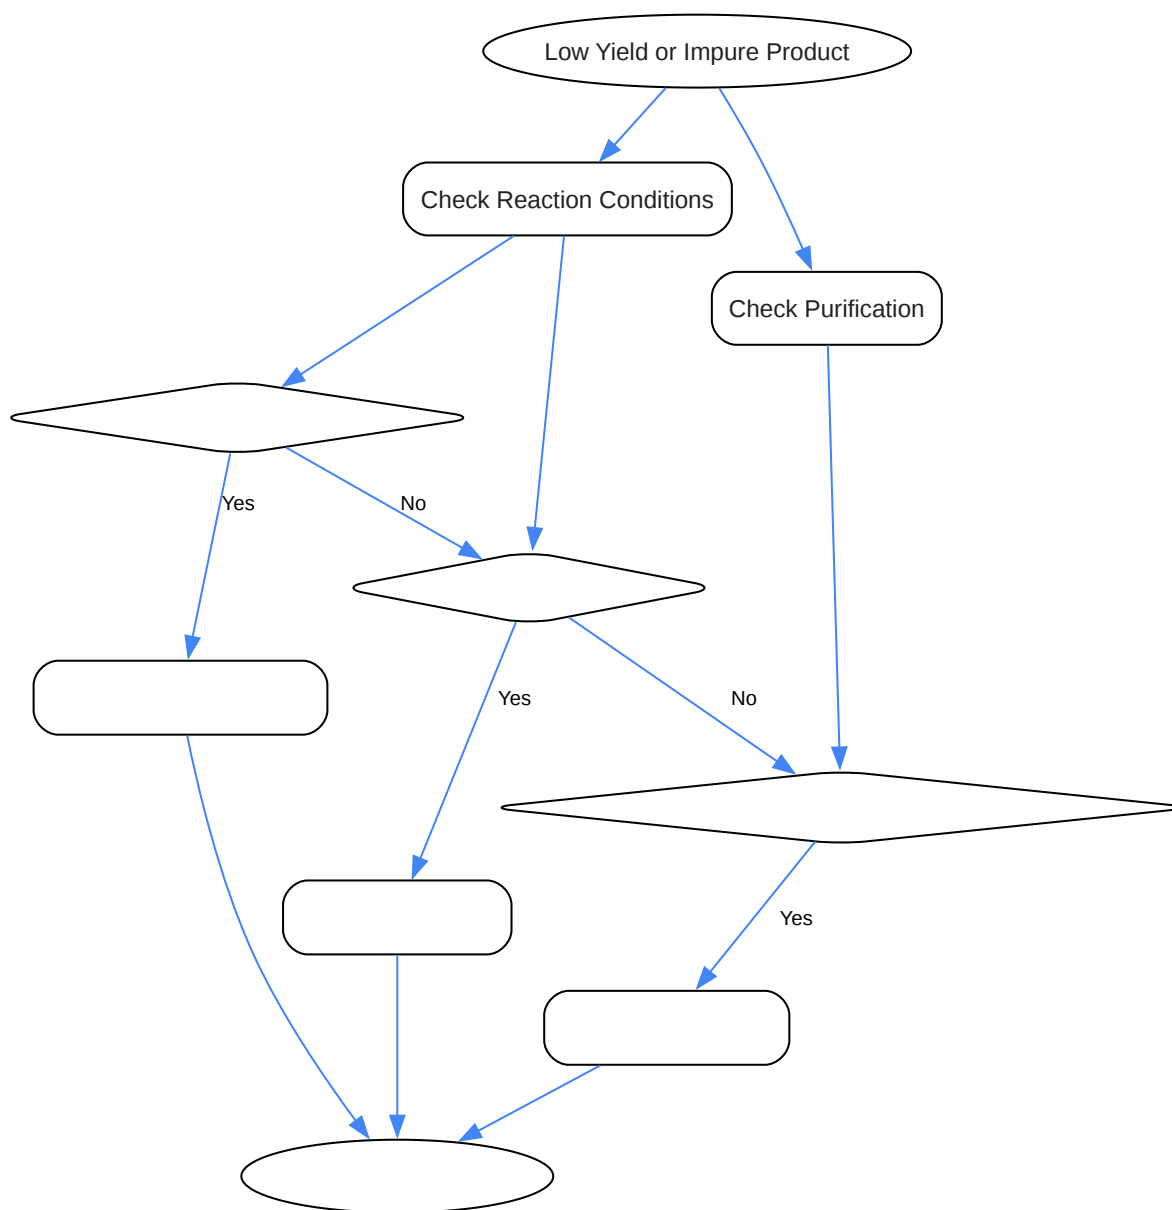 Low Yield or Impure Product
Check Reaction Conditions
Check Purification
Yes
No
Yes
No
Yes